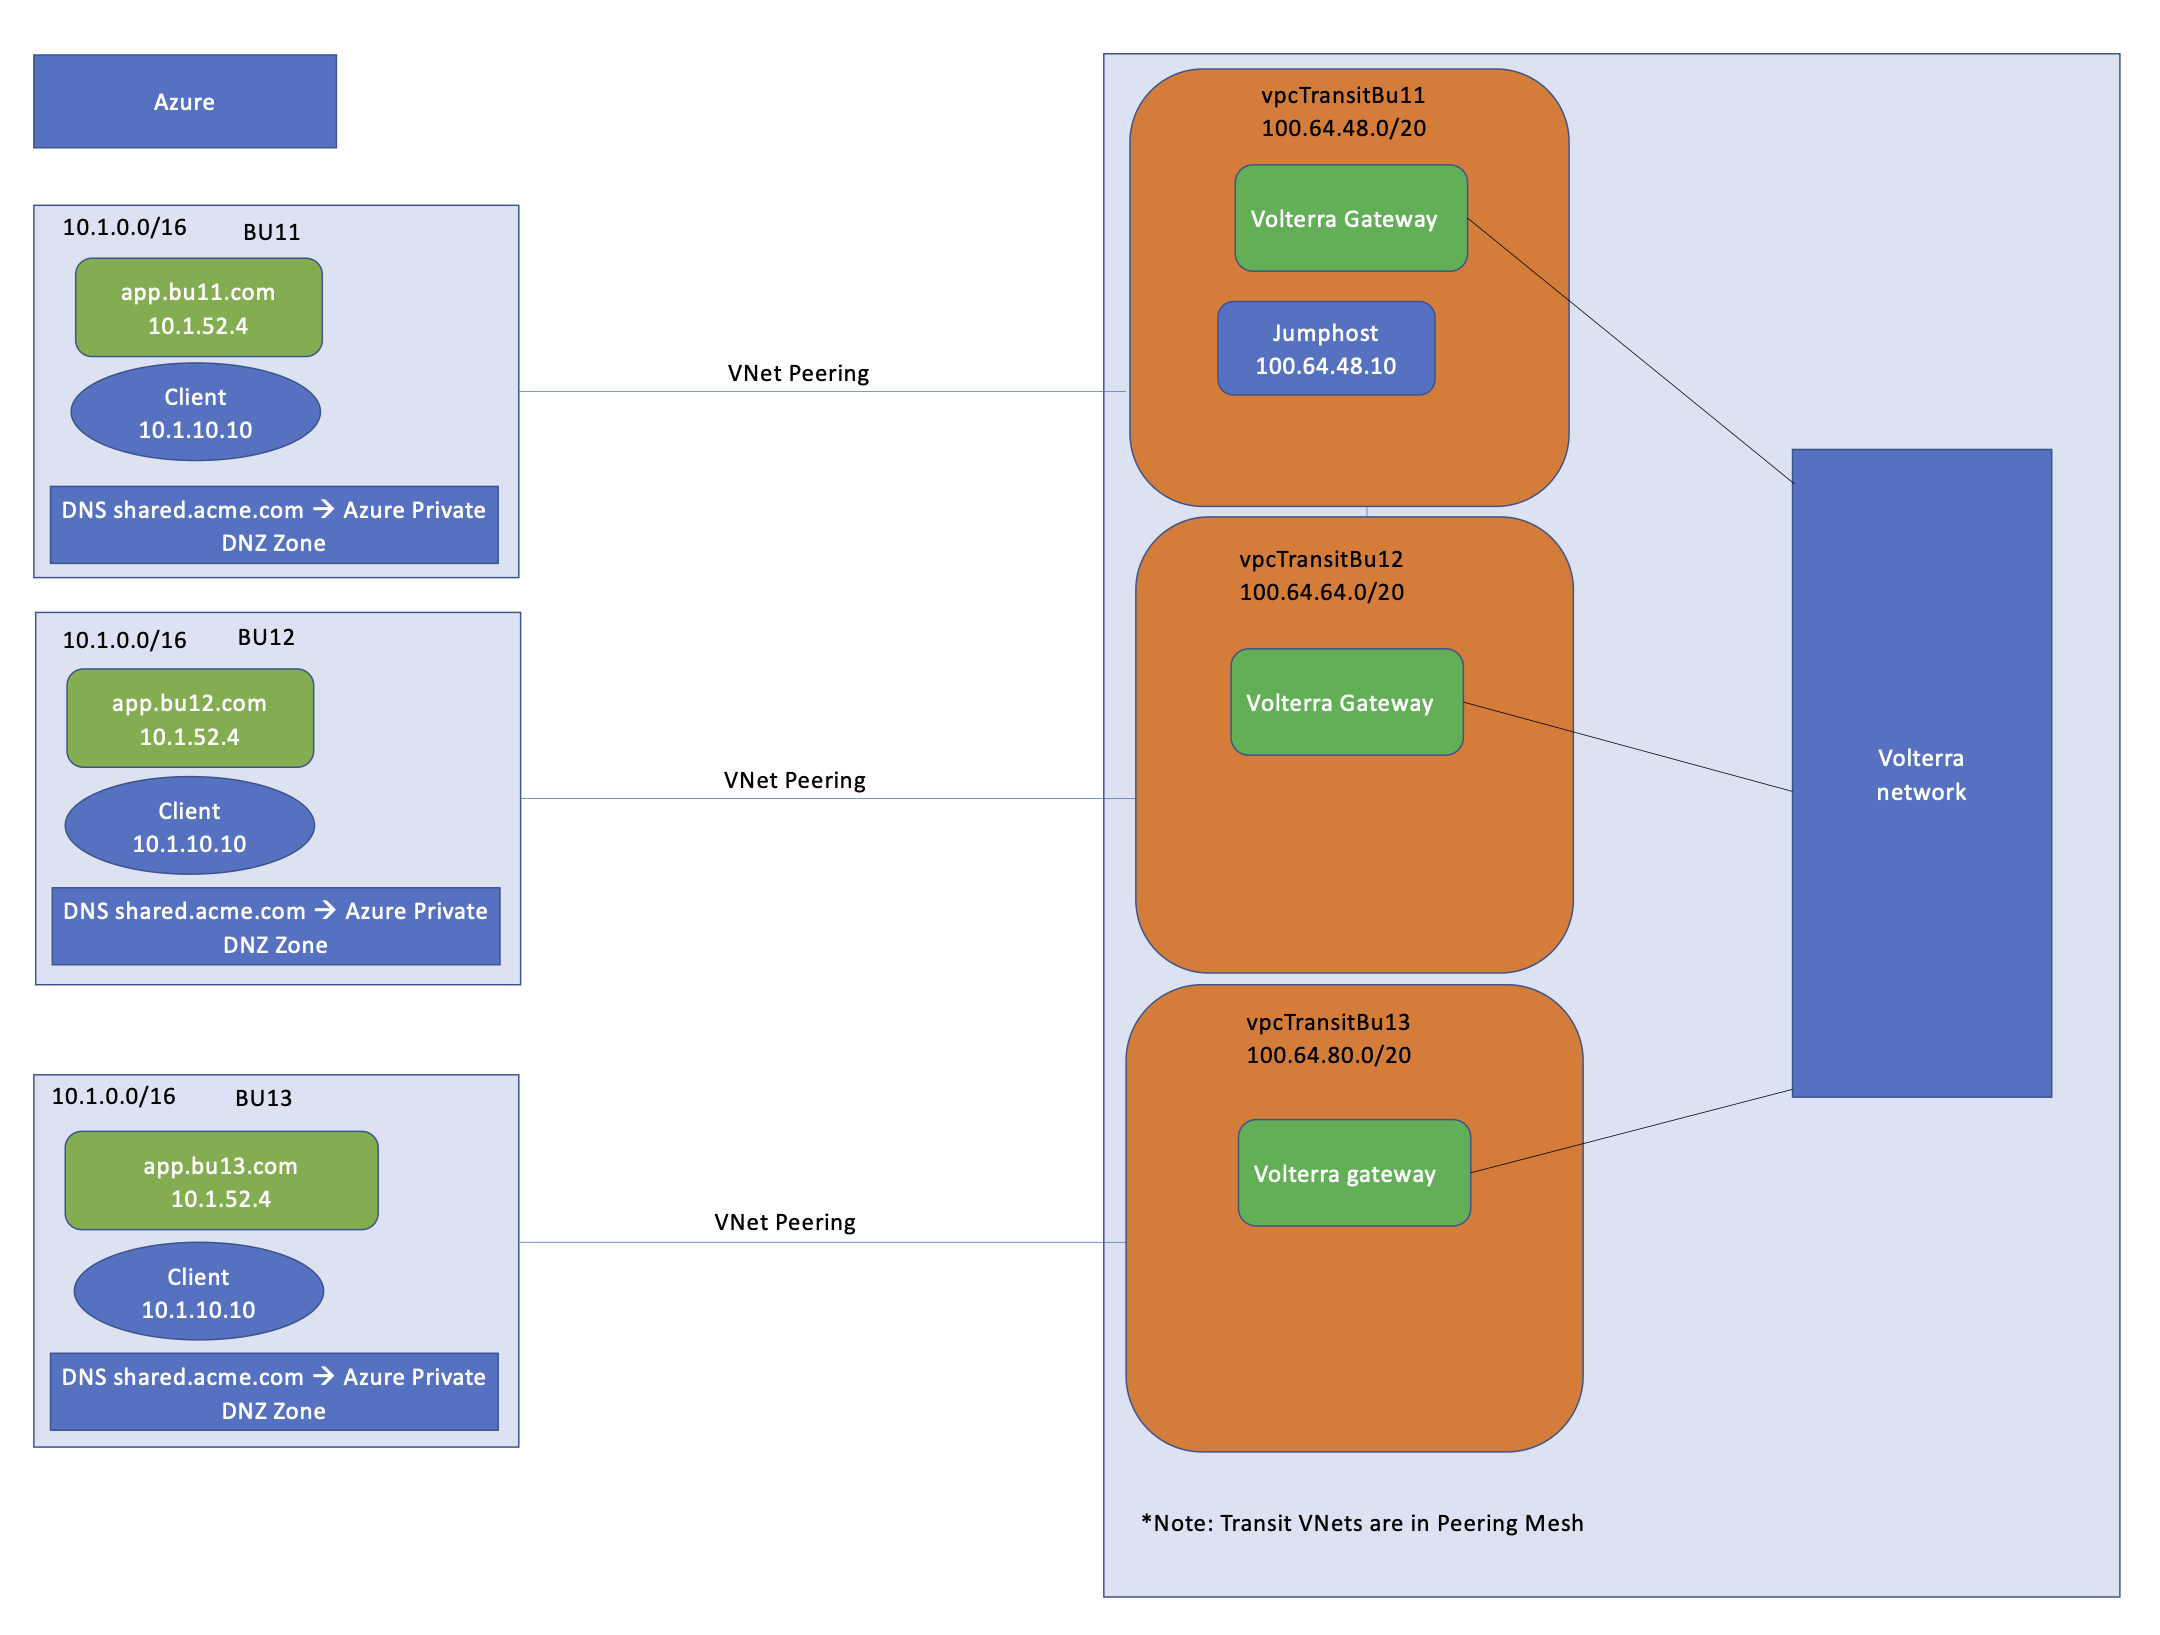 Azure
10.1.0.0/16
BU11
app.bu11.com
10.1.52.4
Client
10.1.10.10
DNS shared.acme.com → Azure Private
DNZ Zone
VNet Peering
vpcTransitBu11
100.64.48.0/20
Volterra Gateway
Jumphost
100.64.48.10
10.1.0.0/16
BU12
app.bu12.com
10.1.52.4
Client
10.1.10.10
DNS shared.acme.com → Azure Private
DNZ Zone
VNet Peering
vpcTransitBu12
100.64.64.0/20
Volterra Gateway
Volterra
network
10.1.0.0/16
BU13
app.bu13.com
10.1.52.4
Client
10.1.10.10
DNS shared.acme.com → Azure Private
DNZ Zone
VNet Peering
vpcTransitBu13
100.64.80.0/20
Volterra gateway
*Note: Transit VNets are in Peering Mesh